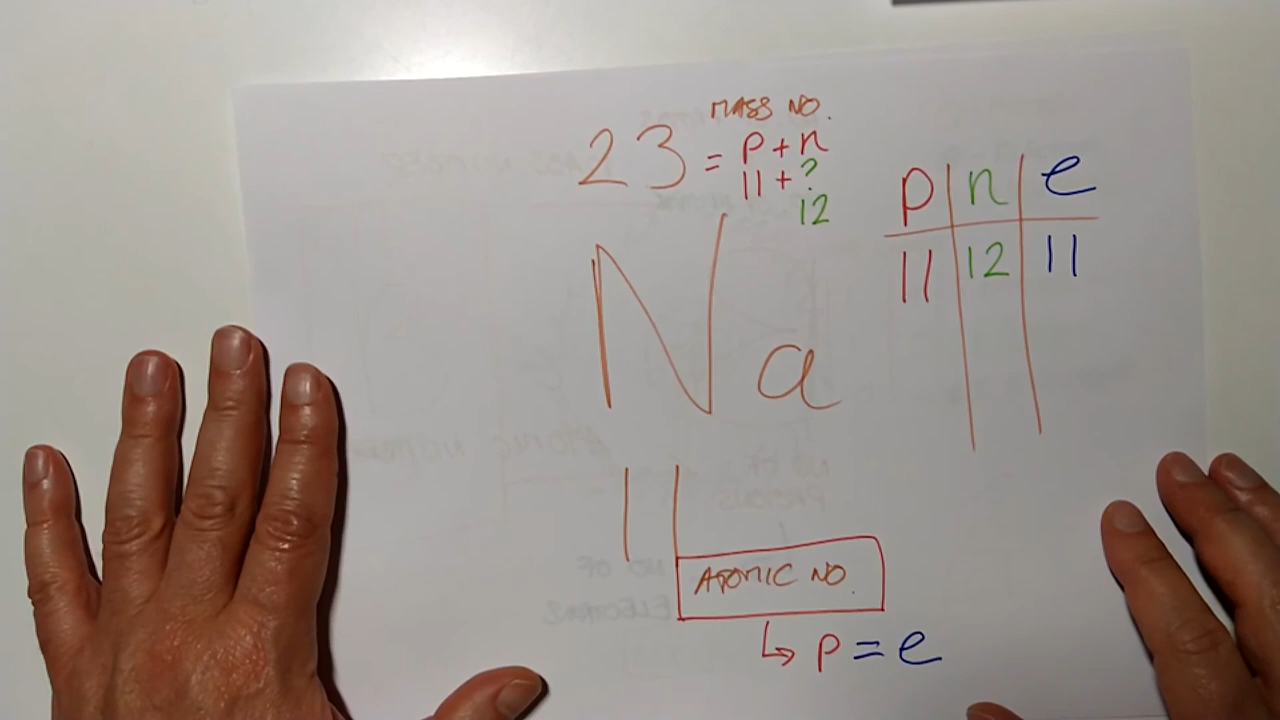 MASS NO.
23 = p + n
11 + ?
12
Na
11
ATOMIC NO.
↳ p = e
p n e
11 12 11